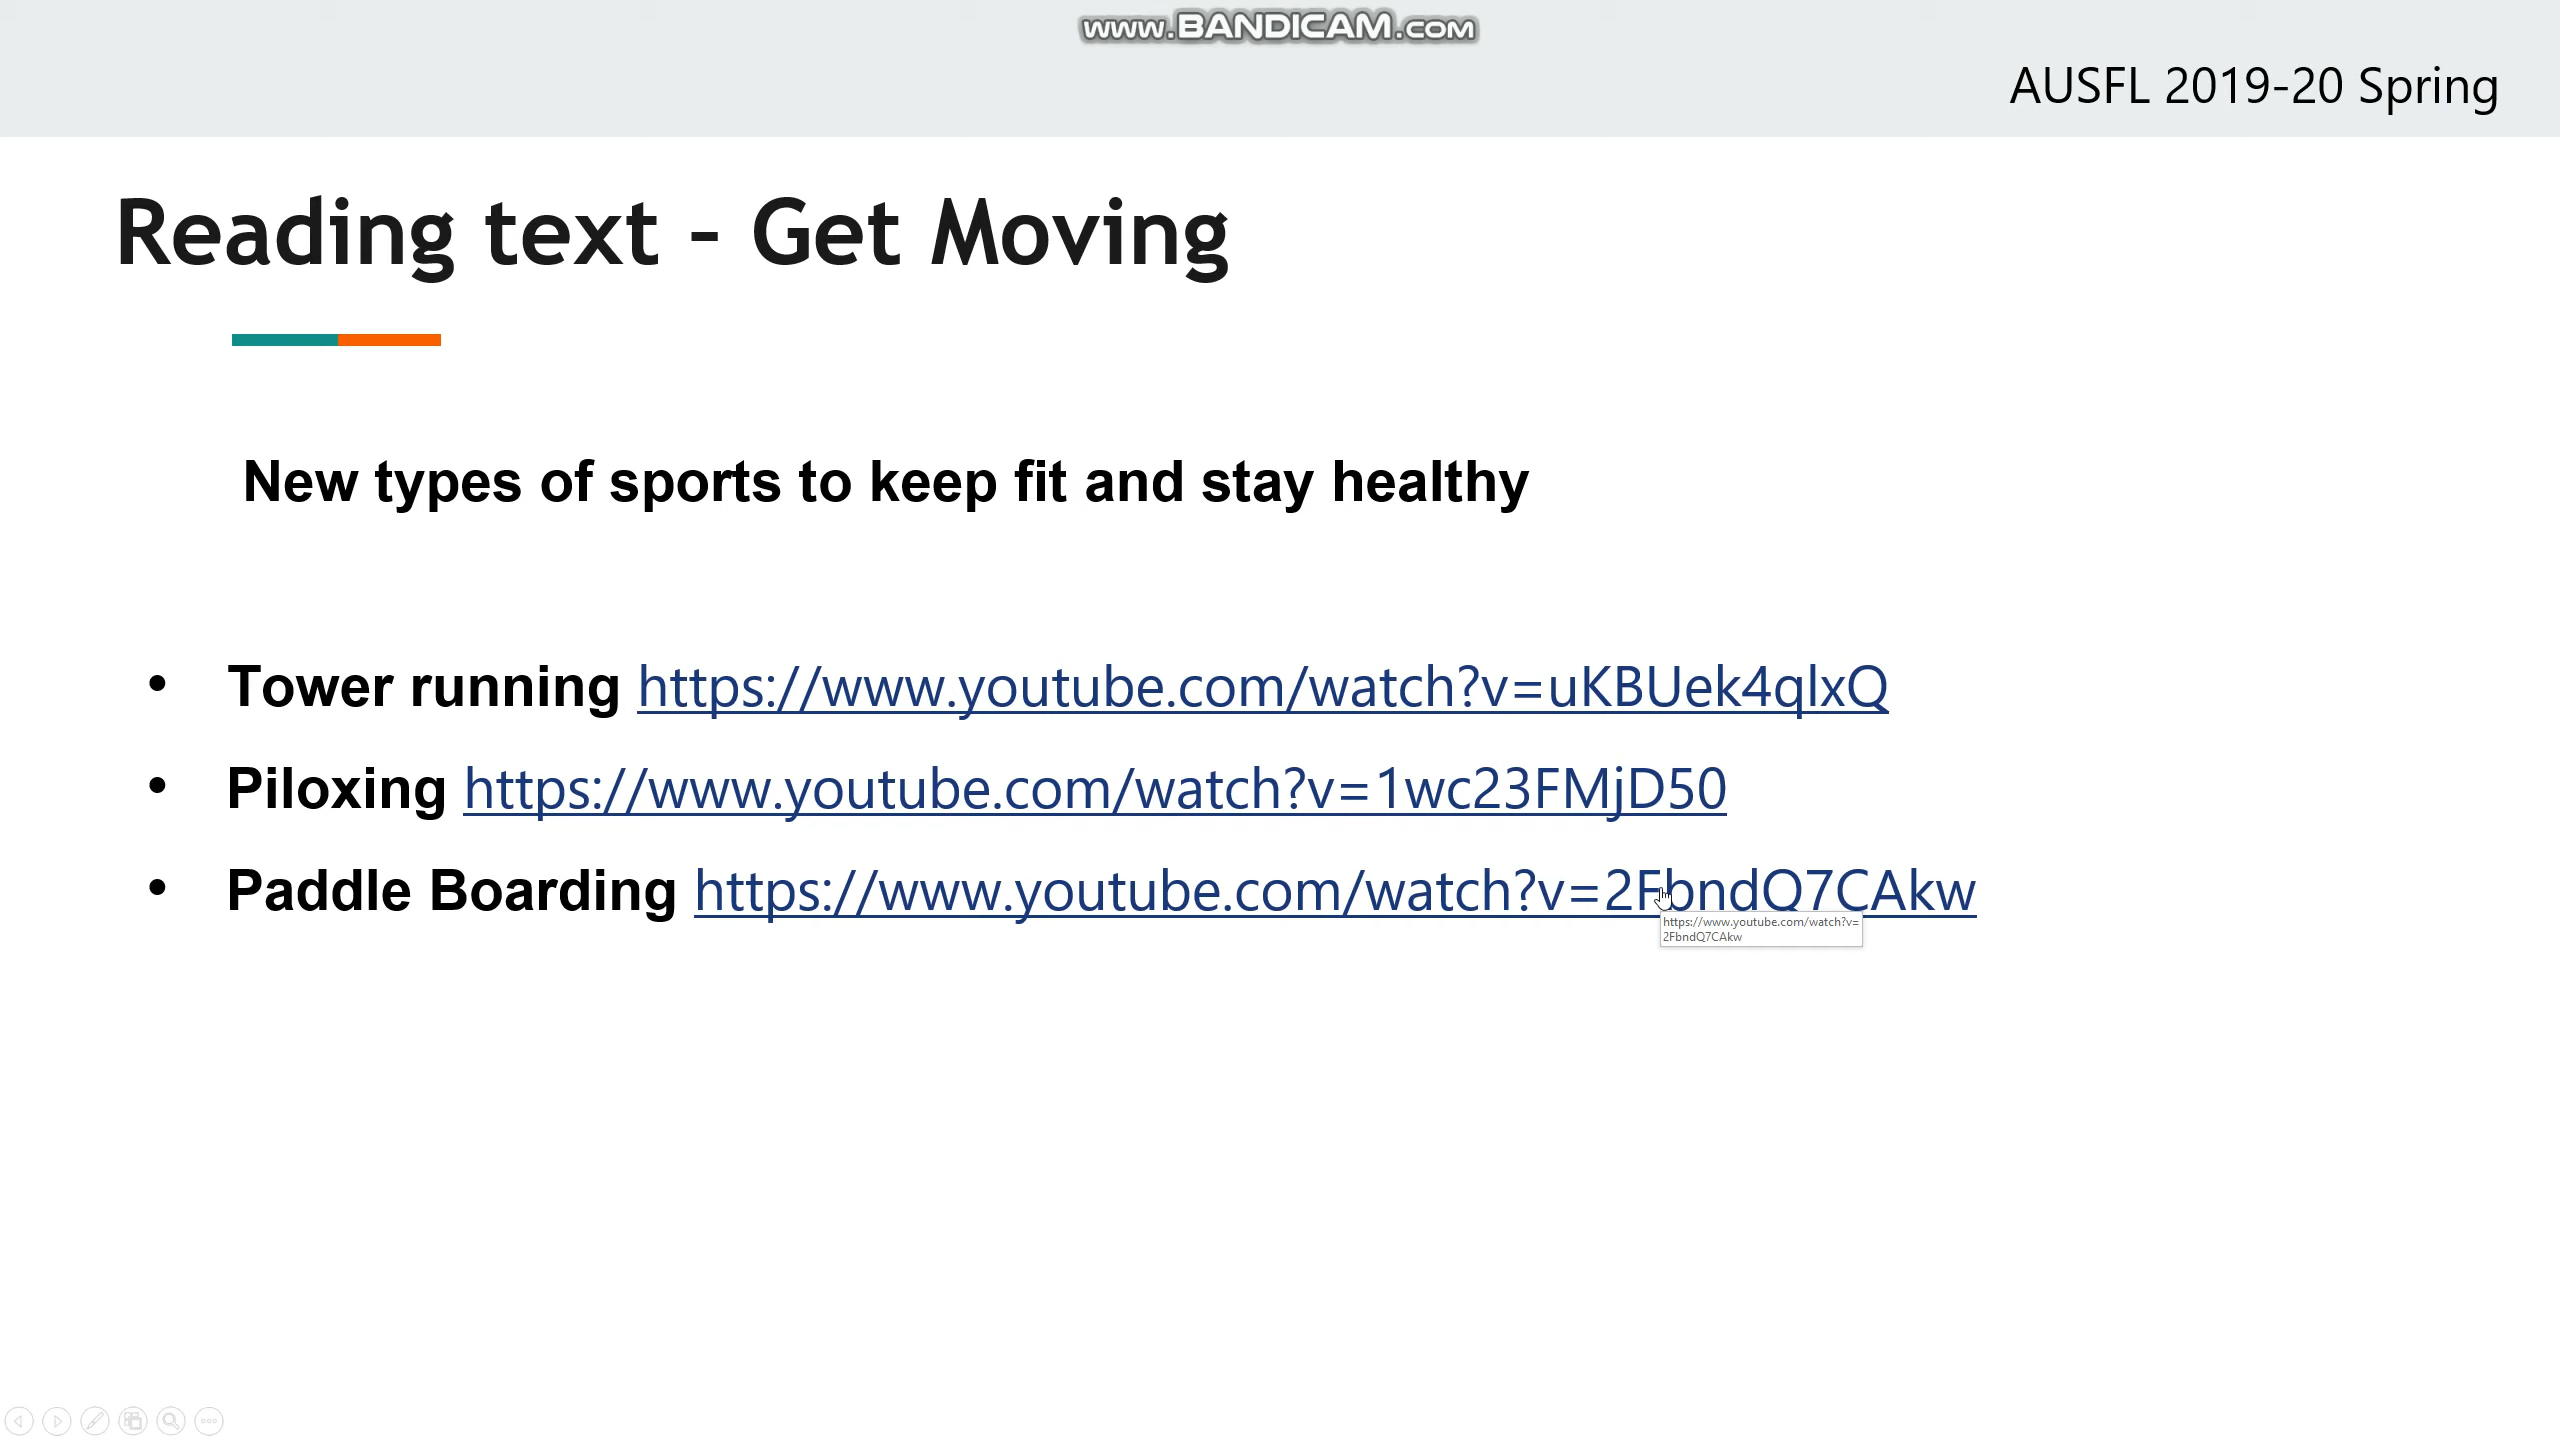 www.BANDICAM.com
AUSFL 2019-20 Spring
Reading text - Get Moving
New types of sports to keep fit and stay healthy
• Tower running https://www.youtube.com/watch?v=uKBUek4qlxQ
• Piloxing https://www.youtube.com/watch?v=1wc23FMjD50
• Paddle Boarding https://www.youtube.com/watch?v=2FbndQ7CAkw
https://www.youtube.com/watch?v=
2FbndQ7CAkw